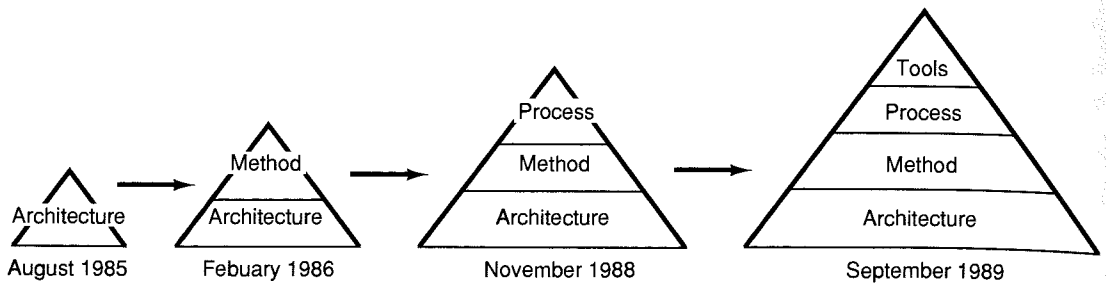 Architecture
August 1985
Method
Architecture
Febuary 1986
Process
Method
Architecture
November 1988
Tools
Process
Method
Architecture
September 1989